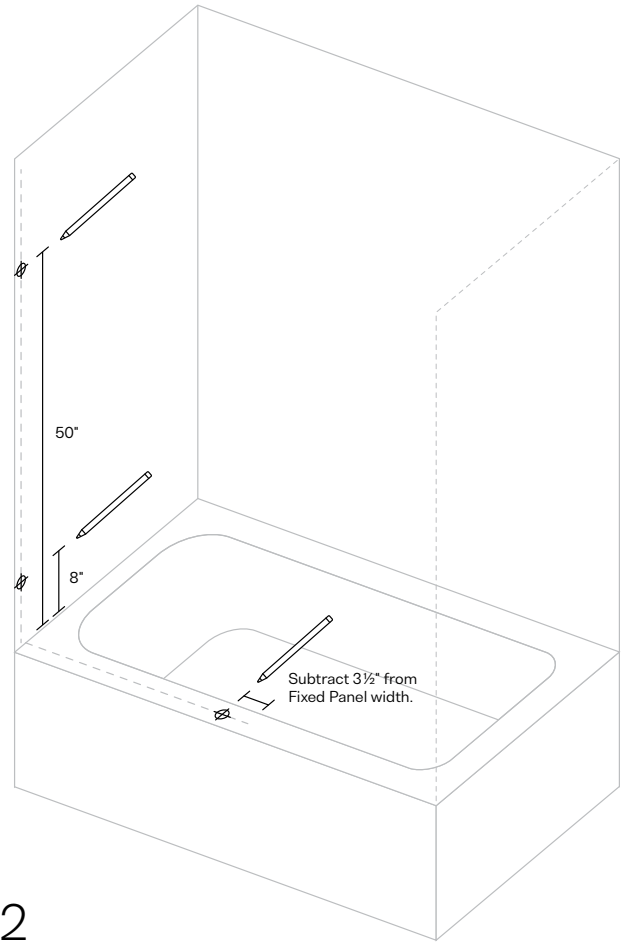 50"
8"
Subtract 3½" from
Fixed Panel width.
2